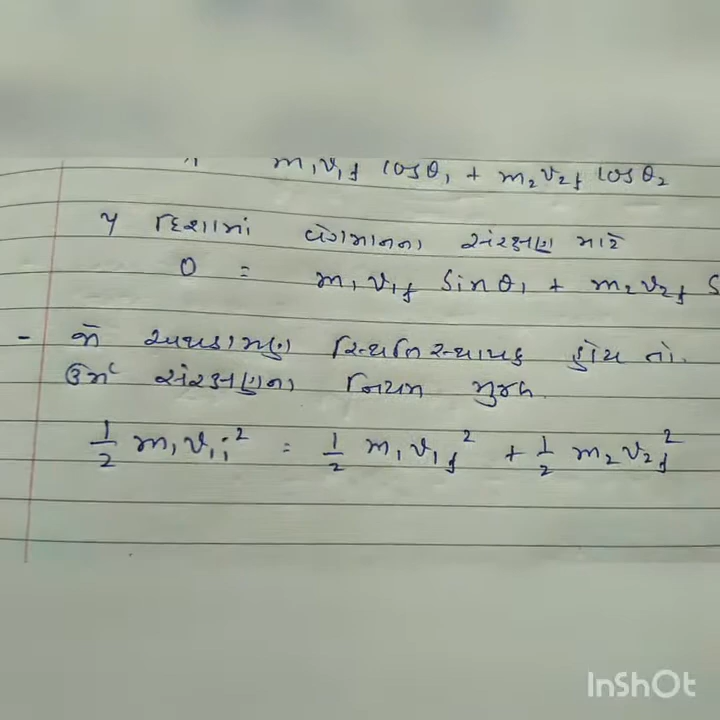 m₁v₁f cosθ₁ + m₂v₂f cosθ₂
y દિશામાં વેગમાનના સંરક્ષણ માટે
0 = m₁v₁f sinθ₁ + m₂v₂f S
- જો અથડામણ સ્થિતિસ્થાપક હોય તો.
ઊર્જા સંરક્ષણના નિયમ મુજબ
½ m₁v₁i² = ½ m₁v₁f² + ½ m₂v₂f²
InShOt